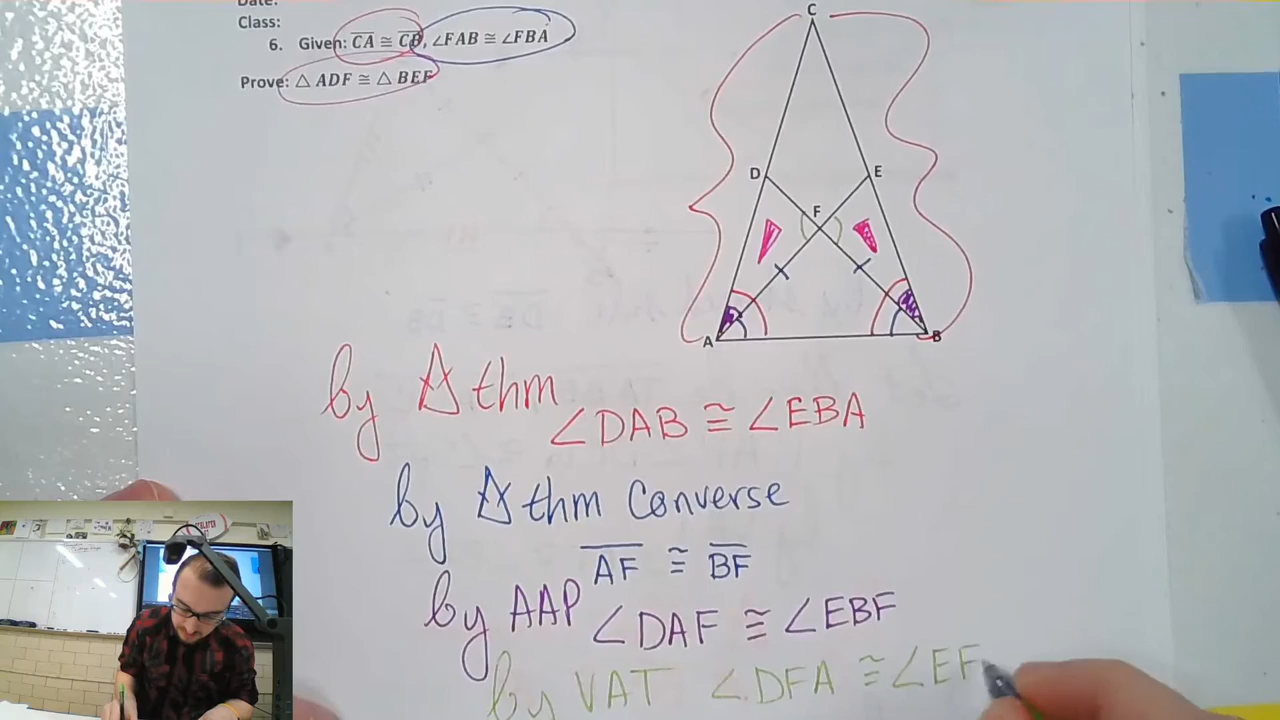 Date:
Class:
6. Given: CA ≅ CB, ∠FAB ≅ ∠FBA
Prove: △ ADF ≅ △ BEF
C
D
E
F
A
B
by △ thm
∠DAB ≅ ∠EBA
by △ thm Converse
AF ≅ BF
by AAP ∠DAF ≅ ∠EBF
by VAT ∠DFA ≅ ∠EF